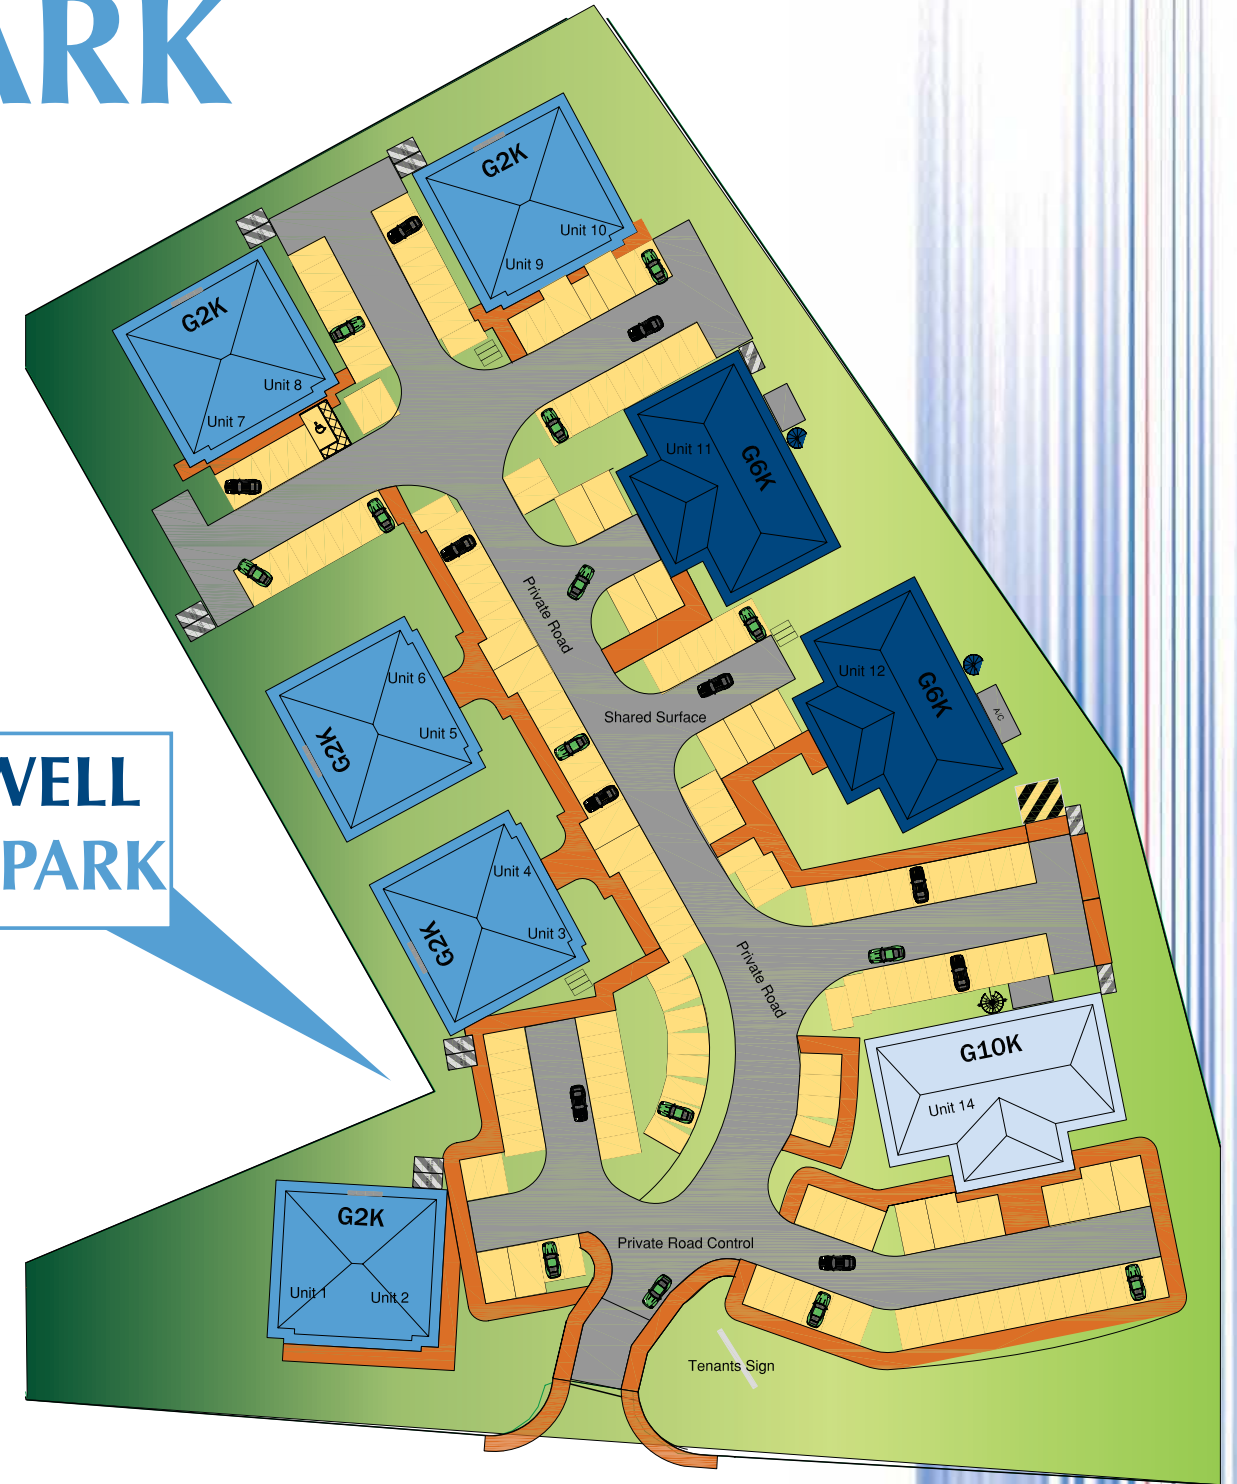 ARK
G2K
Unit 10
Unit 9
G2K
Unit 8
Unit 7
Unit 11
G6K
Private Road
Unit 6
Unit 5
G2K
Unit 12
G6K
A/C
Shared Surface
WELL
PARK
Unit 4
Unit 3
G2K
Private Road
G10K
Unit 14
G2K
Unit 1
Unit 2
Private Road Control
Tenants Sign